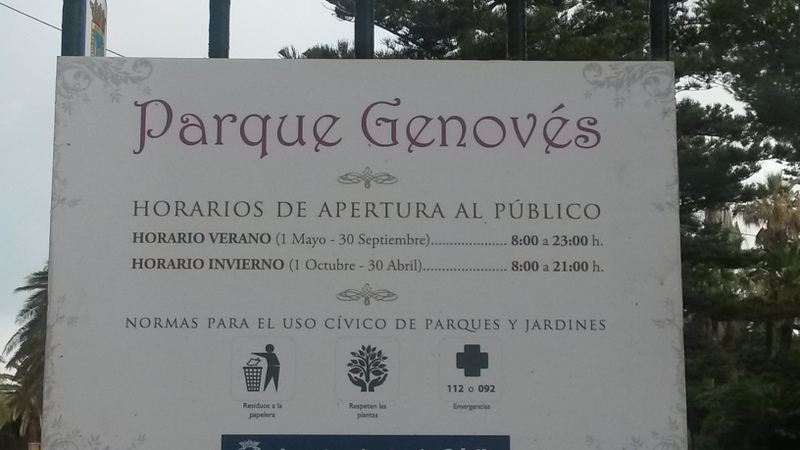 Parque Genovés
HORARIOS DE APERTURA AL PÚBLICO
HORARIO VERANO (1 Mayo - 30 Septiembre)..................... 8:00 a 23:00 h.
HORARIO INVIERNO (1 Octubre - 30 Abril)....................... 8:00 a 21:00 h.
NORMAS PARA EL USO CÍVICO DE PARQUES Y JARDINES
Residuos a la
papelera
Respeten las
plantas
112 o 092
Emergencias